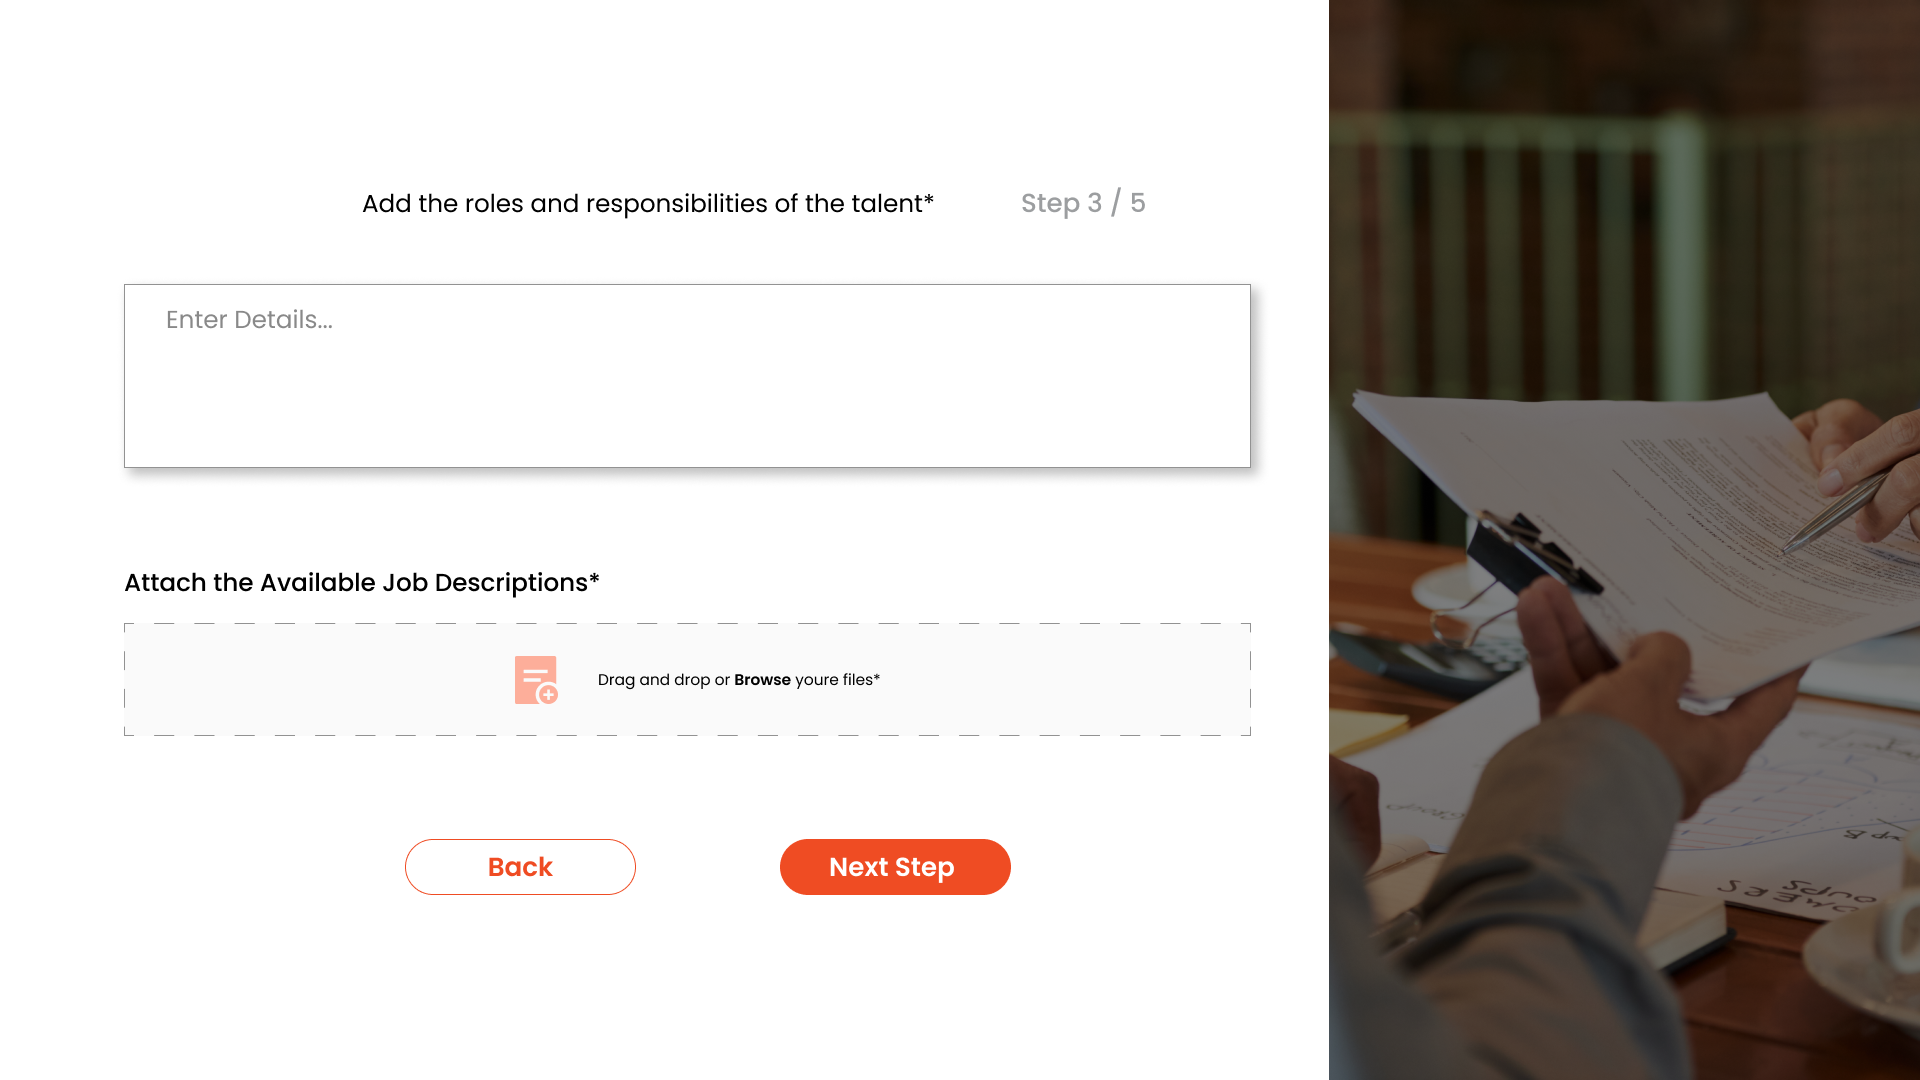 Add the roles and responsibilities of the talent*
Step 3 / 5
Enter Details...
Attach the Available Job Descriptions*
Drag and drop or Browse youre files*
Back
Next Step